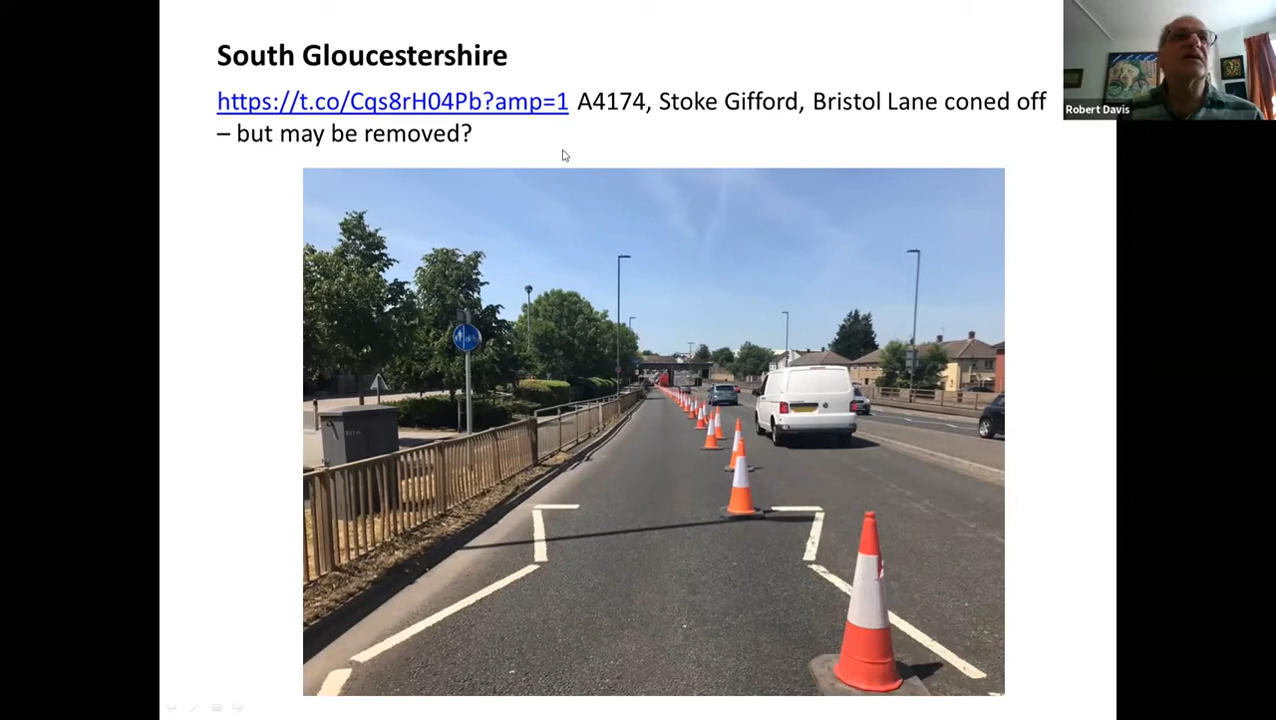 South Gloucestershire
https://t.co/Cqs8rH04Pb?amp=1 A4174, Stoke Gifford, Bristol Lane coned off
– but may be removed?
Robert Davis